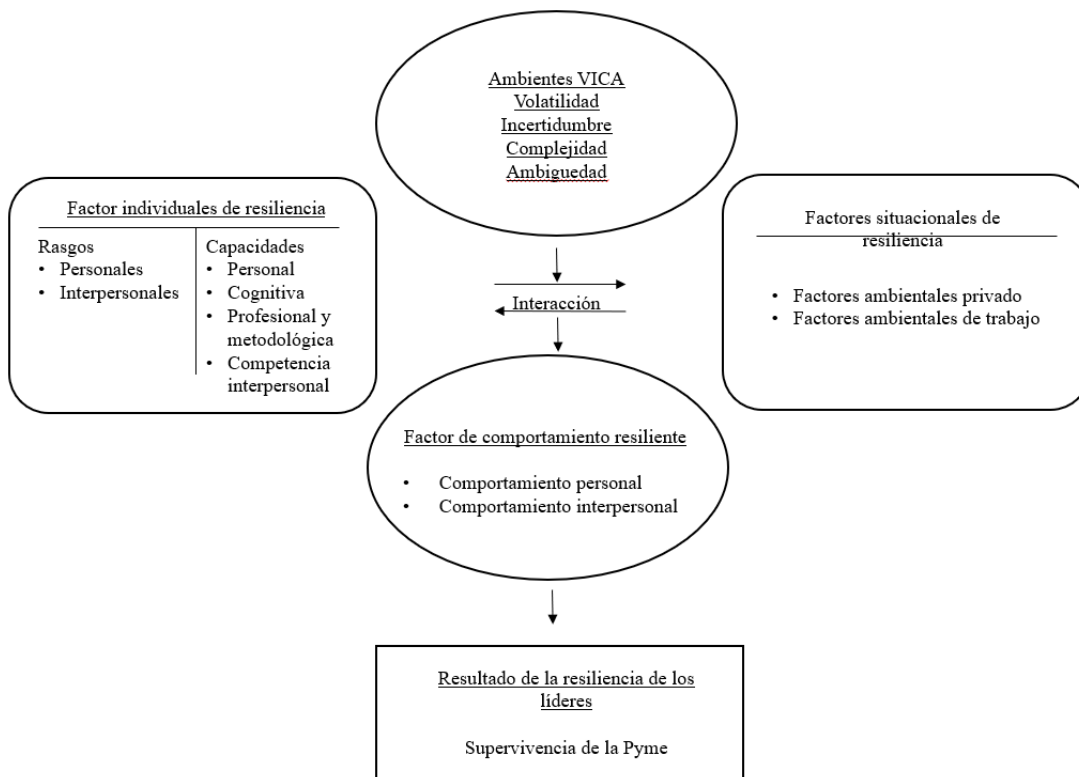 Ambientes VICA
Volatilidad
Incertidumbre
Complejidad
Ambiguedad
Factor individuales de resiliencia
Rasgos
• Personales
• Interpersonales
Capacidades
• Personal
• Cognitiva
• Profesional y
metodológica
• Competencia
interpersonal
Factores situacionales de
resiliencia
• Factores ambientales privado
• Factores ambientales de trabajo
Interacción
Factor de comportamiento resiliente
• Comportamiento personal
• Comportamiento interpersonal
Resultado de la resiliencia de los
líderes
Supervivencia de la Pyme